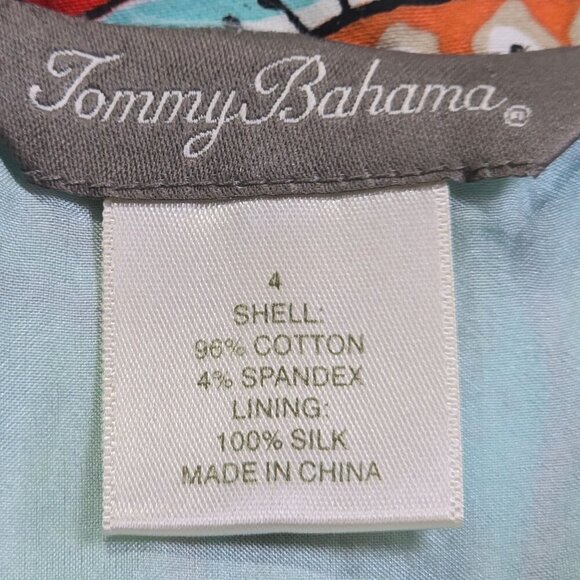 Tommy Bahama®
4
SHELL:
96% COTTON
4% SPANDEX
LINING:
100% SILK
MADE IN CHINA